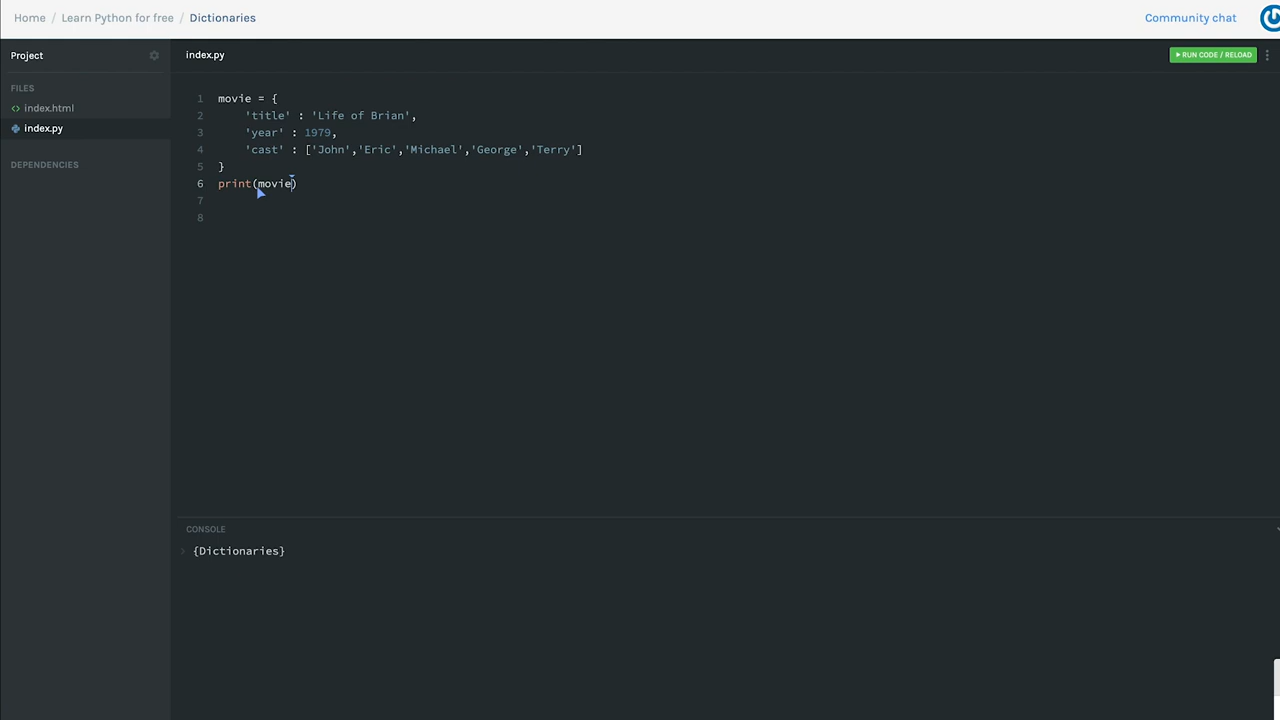 Home / Learn Python for free / Dictionaries
Community chat
Project
index.py
RUN CODE / RELOAD
FILES
<> index.html
index.py
DEPENDENCIES
1 movie = {
2 'title' : 'Life of Brian',
3 'year' : 1979,
4 'cast' : ['John','Eric','Michael','George','Terry']
5 }
6 print(movie)
7
8
CONSOLE
› {Dictionaries}